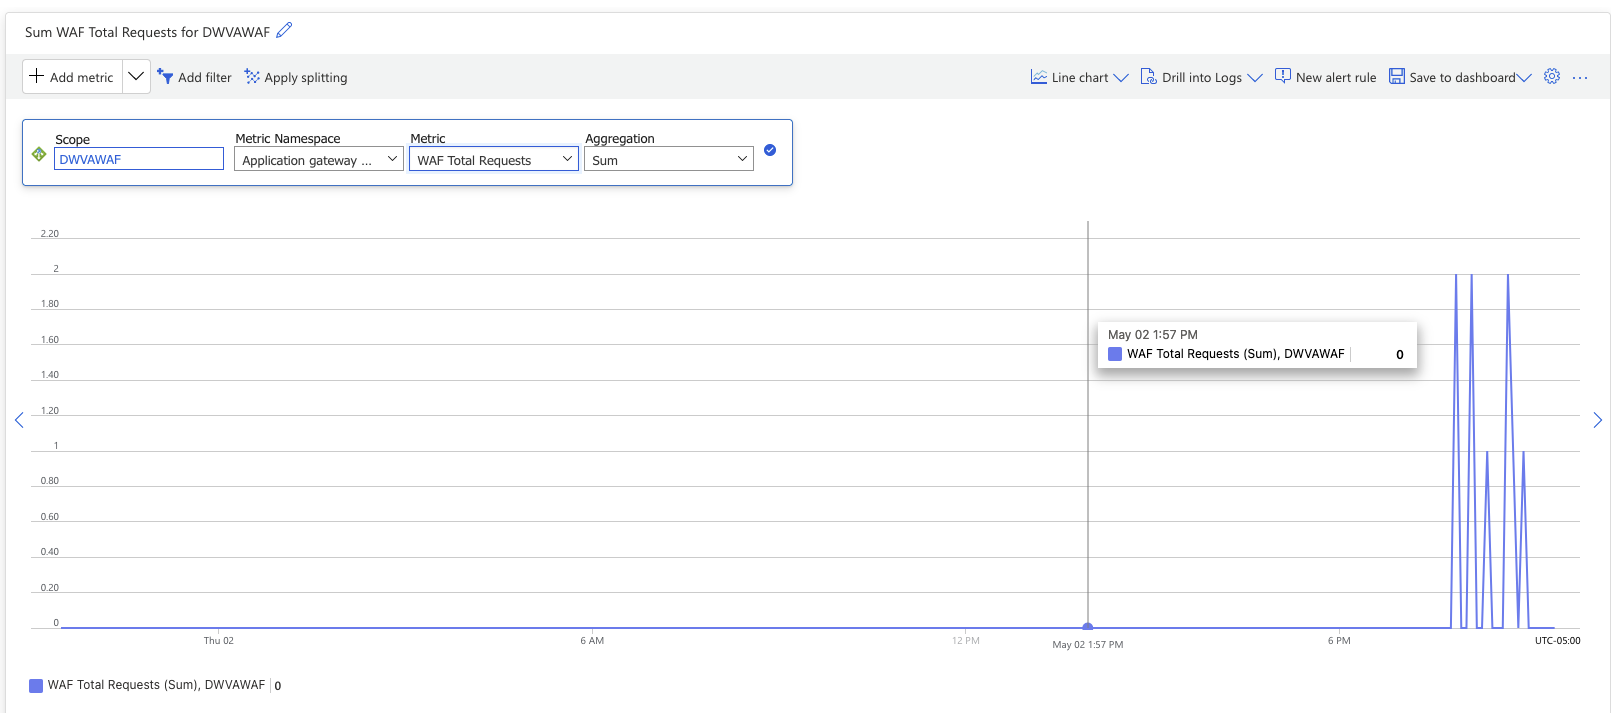 Sum WAF Total Requests for DWVAWAF
Add metric Add filter Apply splitting Line chart Drill into Logs New alert rule Save to dashboard ...
Scope Metric Namespace Metric Aggregation
DWVAWAF Application gateway ... WAF Total Requests Sum
2.20
2
1.80
1.60
May 02 1:57 PM
WAF Total Requests (Sum), DWVAWAF 0
1.40
1.20
1
0.80
0.60
0.40
0.20
0
Thu 02 6 AM 12 PM May 02 1:57 PM 6 PM UTC-05:00
WAF Total Requests (Sum), DWVAWAF 0